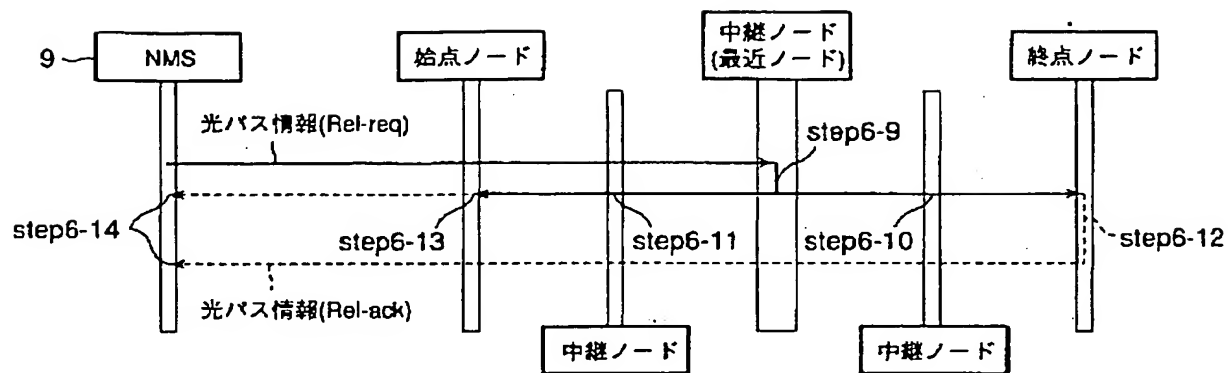 9
NMS
始点ノード
中継ノード
(最近ノード)
終点ノード
光パス情報(Rel-req)
step6-9
step6-14
step6-13
step6-11
step6-10
step6-12
光パス情報(Rel-ack)
中継ノード
中継ノード